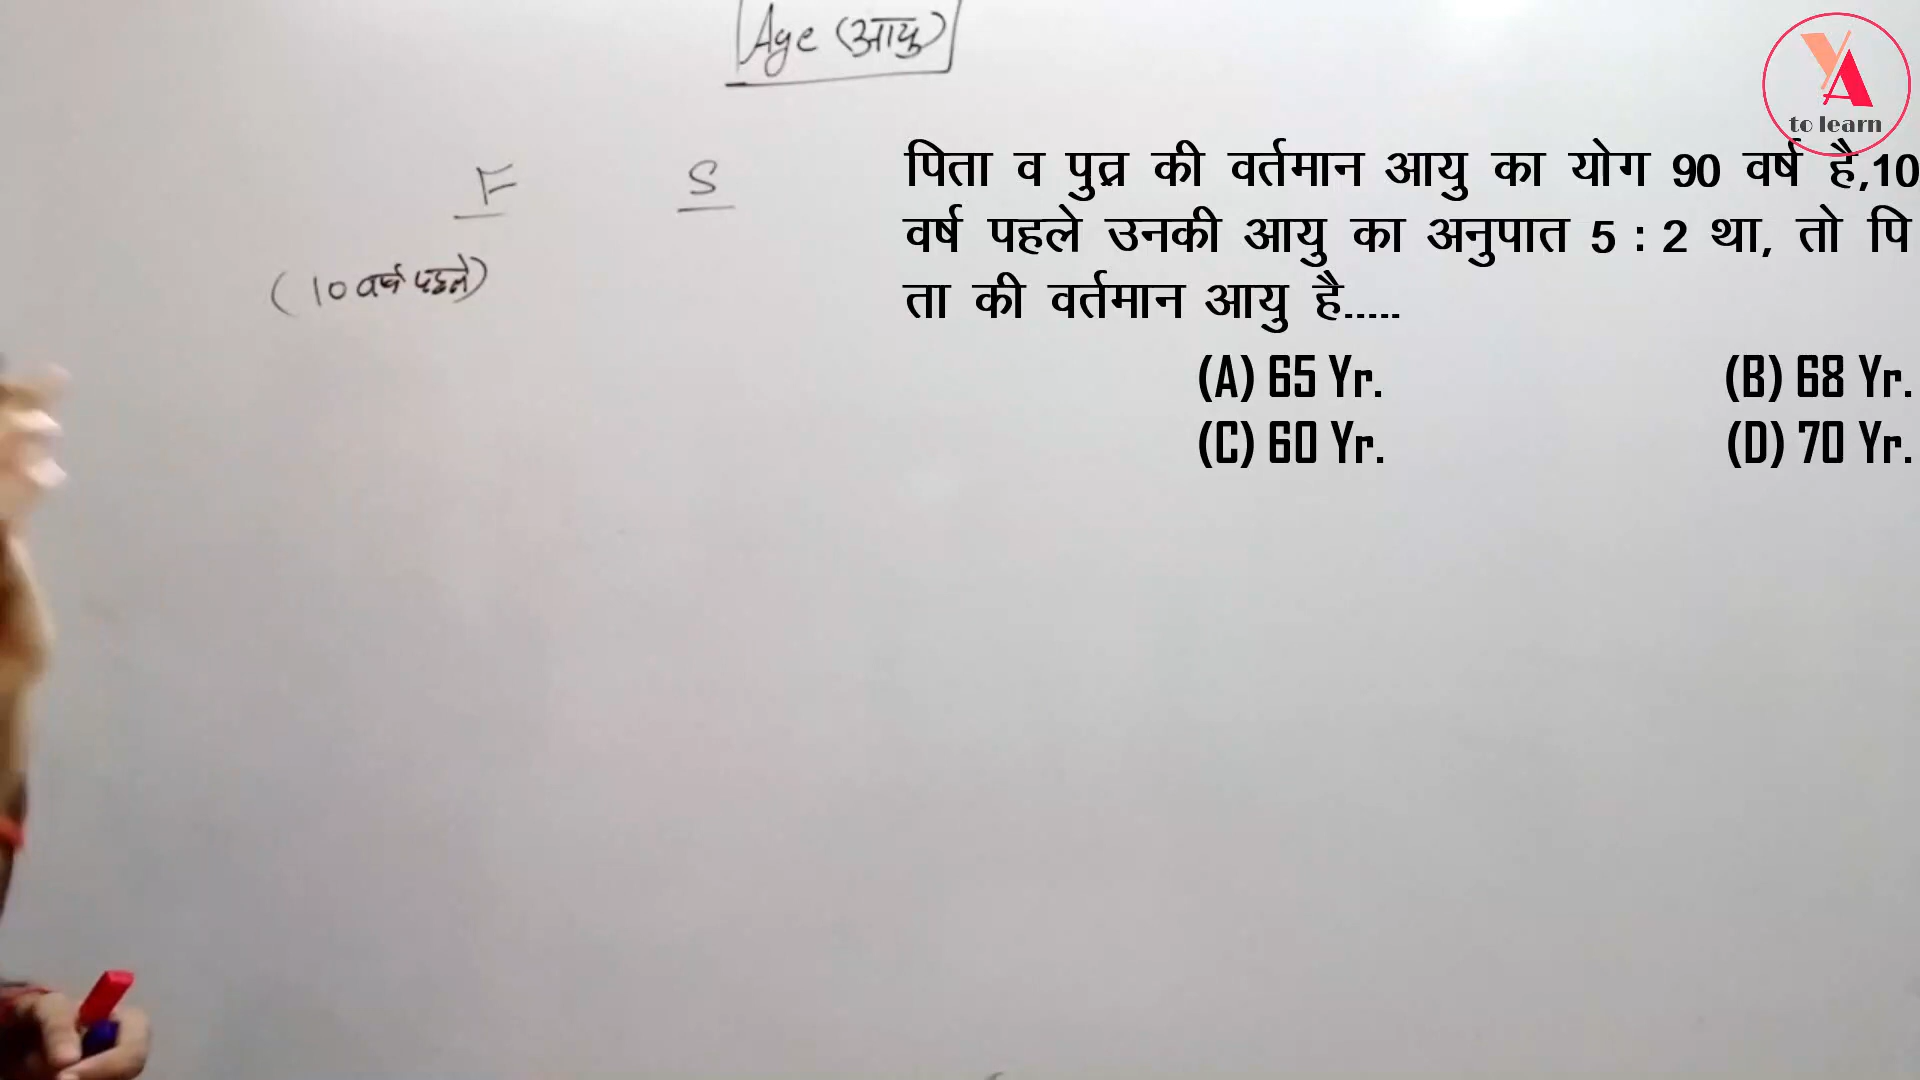 Age (आयु)
YA
to learn
F S
(10 वर्ष पहले)
पिता व पुत्र की वर्तमान आयु का योग 90 वर्ष है,10
वर्ष पहले उनकी आयु का अनुपात 5 : 2 था, तो पि
ता की वर्तमान आयु है.....
(A) 65 Yr. (B) 68 Yr.
(C) 60 Yr. (D) 70 Yr.